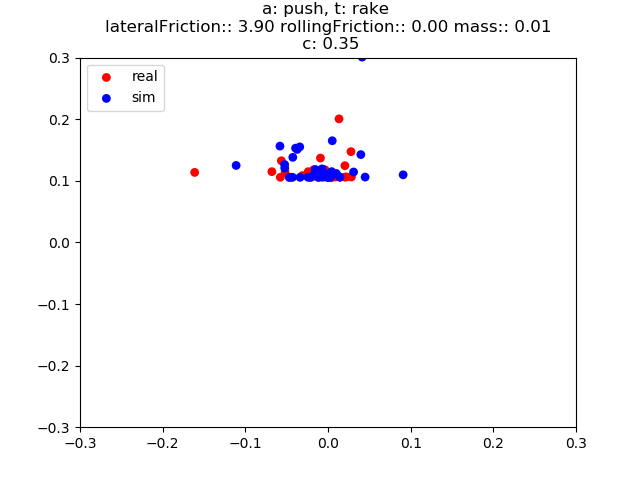 a: push, t: rake
lateralFriction:: 3.90 rollingFriction:: 0.00 mass:: 0.01
c: 0.35
real
sim
0.3
0.2
0.1
0.0
−0.1
−0.2
−0.3
−0.3
−0.2
−0.1
0.0
0.1
0.2
0.3